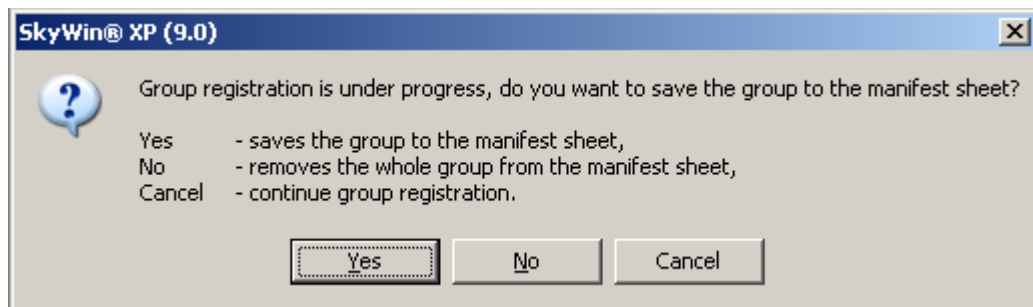 SkyWin® XP (9.0)
Group registration is under progress, do you want to save the group to the manifest sheet?
Yes - saves the group to the manifest sheet,
No - removes the whole group from the manifest sheet,
Cancel - continue group registration.
Yes No Cancel